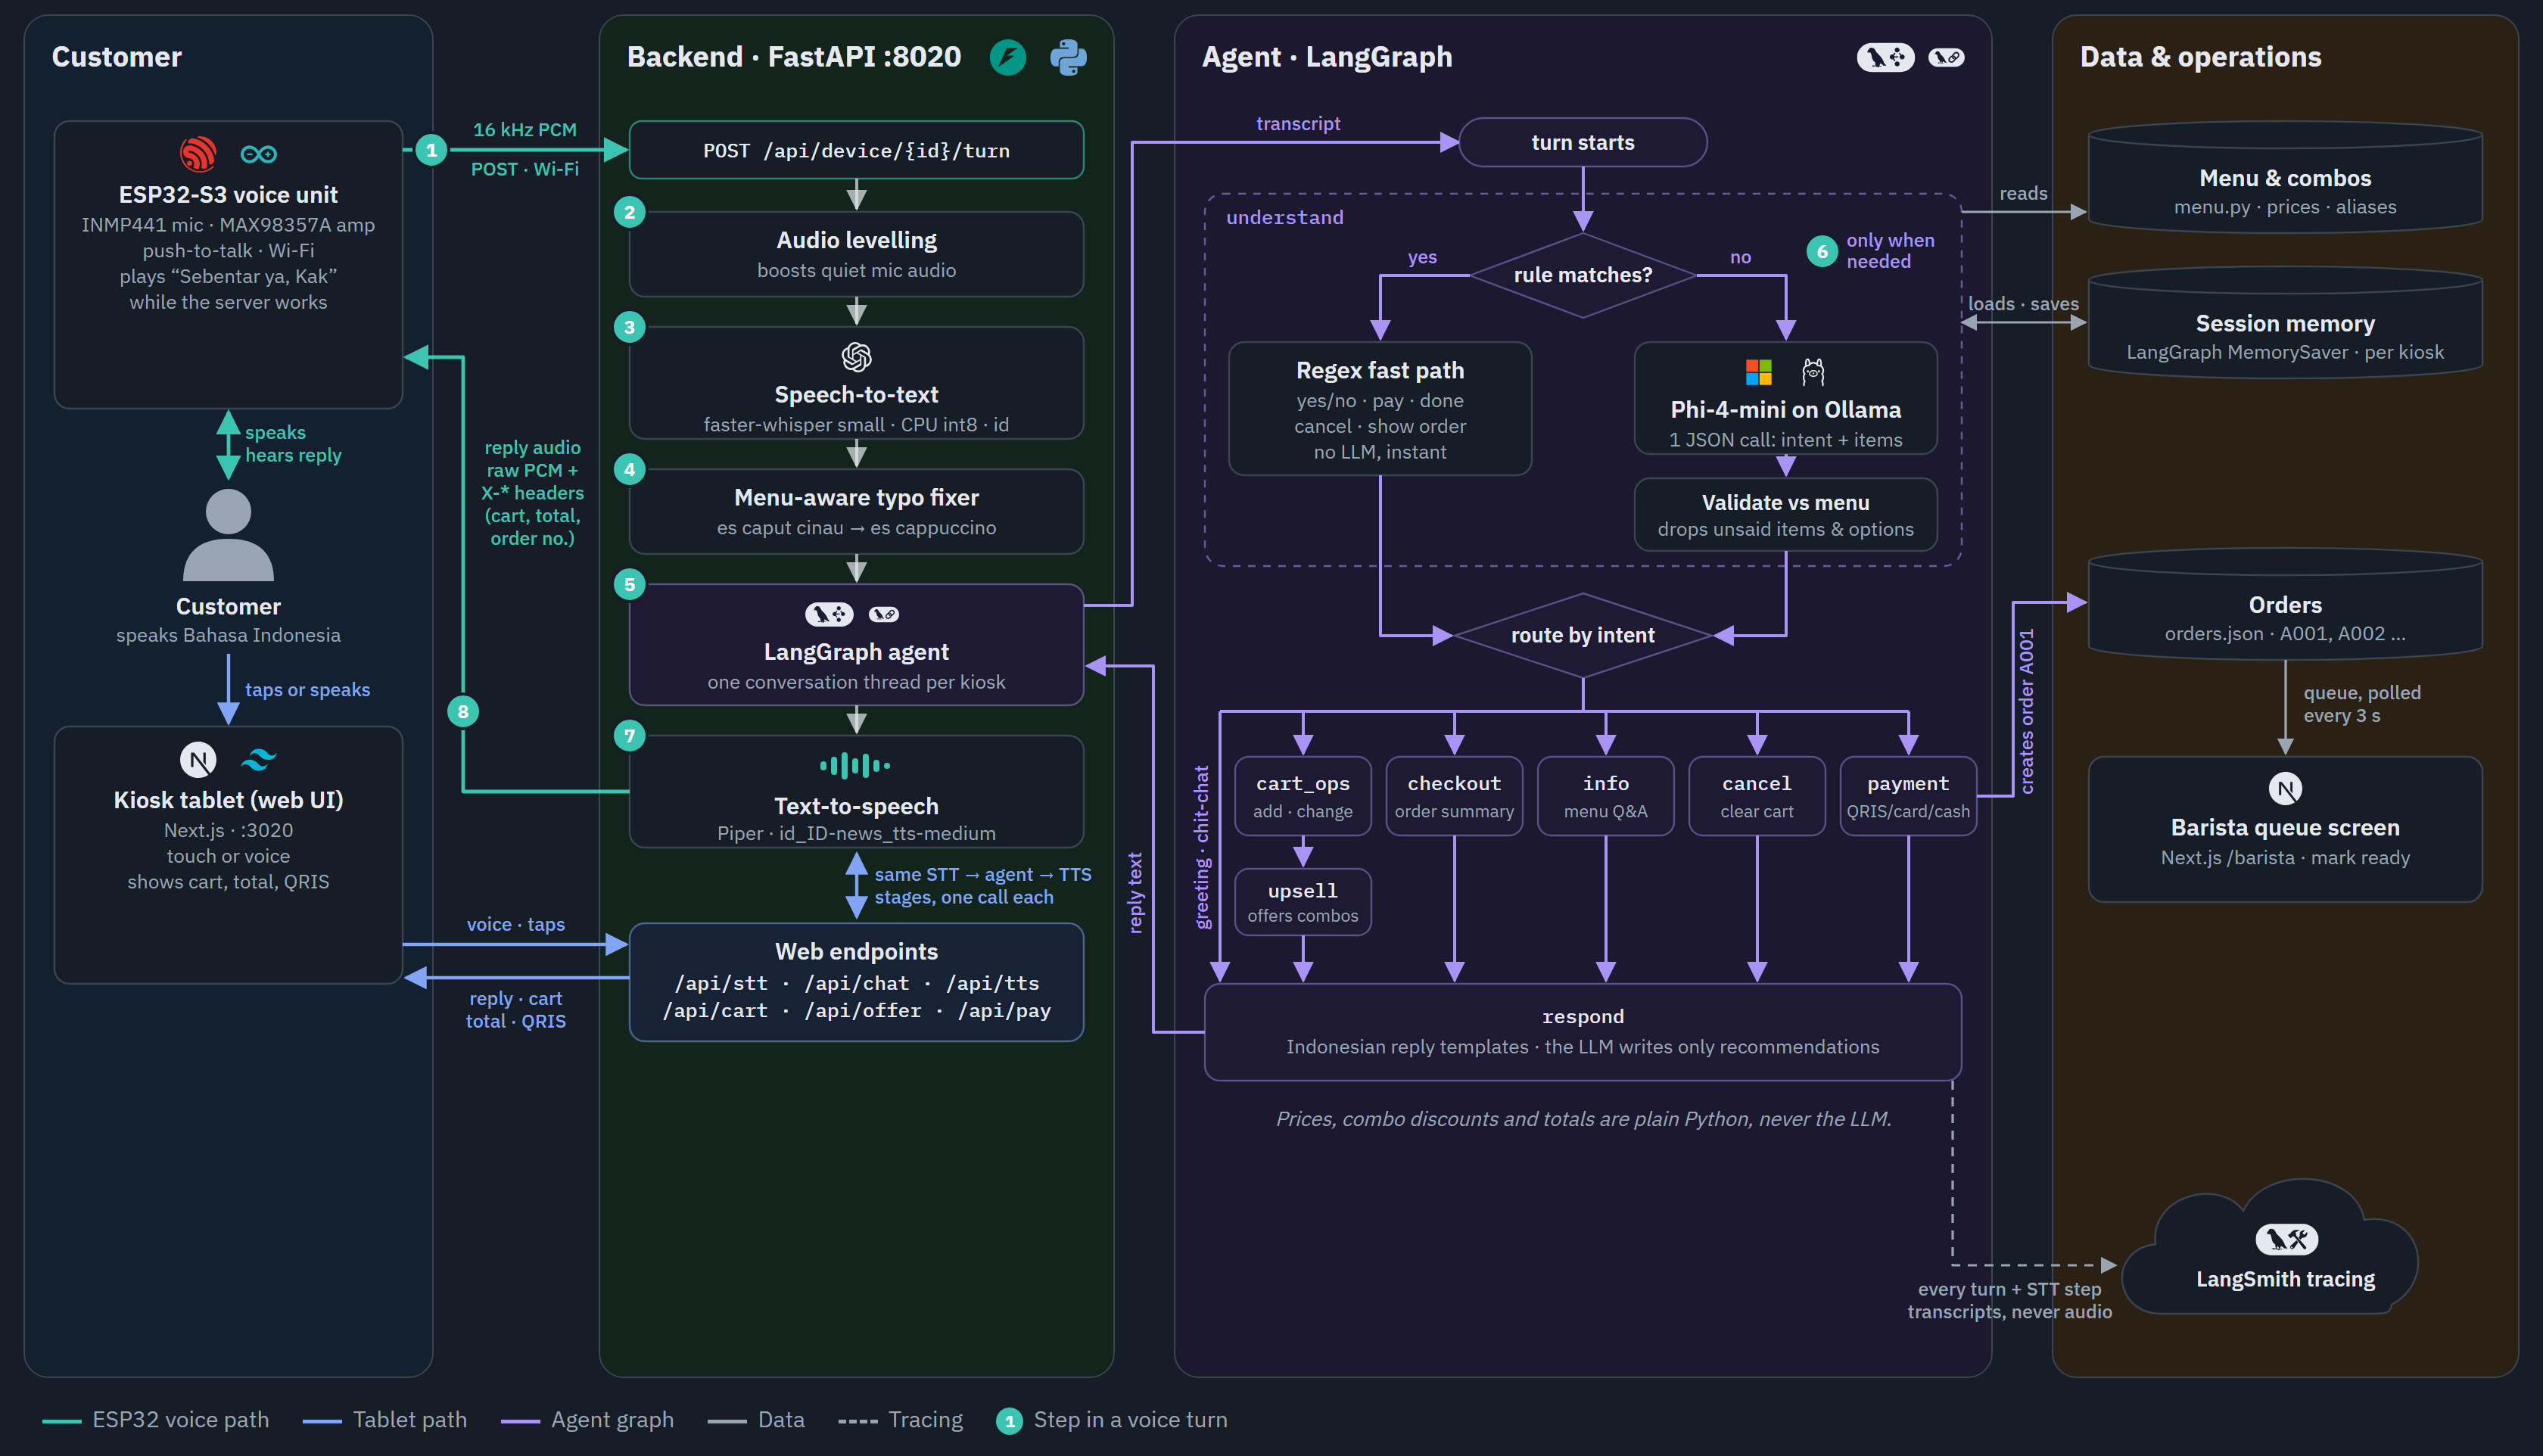 Customer
ESP32-S3 voice unit
INMP441 mic · MAX98357A amp
push-to-talk · Wi-Fi
plays “Sebentar ya, Kak”
while the server works
speaks
hears reply
Customer
speaks Bahasa Indonesia
taps or speaks
Kiosk tablet (web UI)
Next.js · :3020
touch or voice
shows cart, total, QRIS
1
16 kHz PCM
POST · Wi-Fi
reply audio
raw PCM +
X-* headers
(cart, total,
order no.)
8
voice · taps
reply · cart
total · QRIS
Backend · FastAPI :8020
POST /api/device/{id}/turn
2
Audio levelling
boosts quiet mic audio
3
Speech-to-text
faster-whisper small · CPU int8 · id
4
Menu-aware typo fixer
es caput cinau → es cappuccino
5
LangGraph agent
one conversation thread per kiosk
7
Text-to-speech
Piper · id_ID-news_tts-medium
same STT → agent → TTS
stages, one call each
Web endpoints
/api/stt · /api/chat · /api/tts
/api/cart · /api/offer · /api/pay
transcript
reply text
Agent · LangGraph
turn starts
understand
rule matches?
yes
no
6
only when
needed
Regex fast path
yes/no · pay · done
cancel · show order
no LLM, instant
Phi-4-mini on Ollama
1 JSON call: intent + items
Validate vs menu
drops unsaid items & options
route by intent
greeting · chit-chat
cart_ops
add · change
checkout
order summary
info
menu Q&A
cancel
clear cart
payment
QRIS/card/cash
upsell
offers combos
respond
Indonesian reply templates · the LLM writes only recommendations
Prices, combo discounts and totals are plain Python, never the LLM.
reads
loads · saves
creates order A001
every turn + STT step
transcripts, never audio
Data & operations
Menu & combos
menu.py · prices · aliases
Session memory
LangGraph MemorySaver · per kiosk
Orders
orders.json · A001, A002 ...
queue, polled
every 3 s
Barista queue screen
Next.js /barista · mark ready
LangSmith tracing
ESP32 voice path
Tablet path
Agent graph
Data
Tracing
1 Step in a voice turn